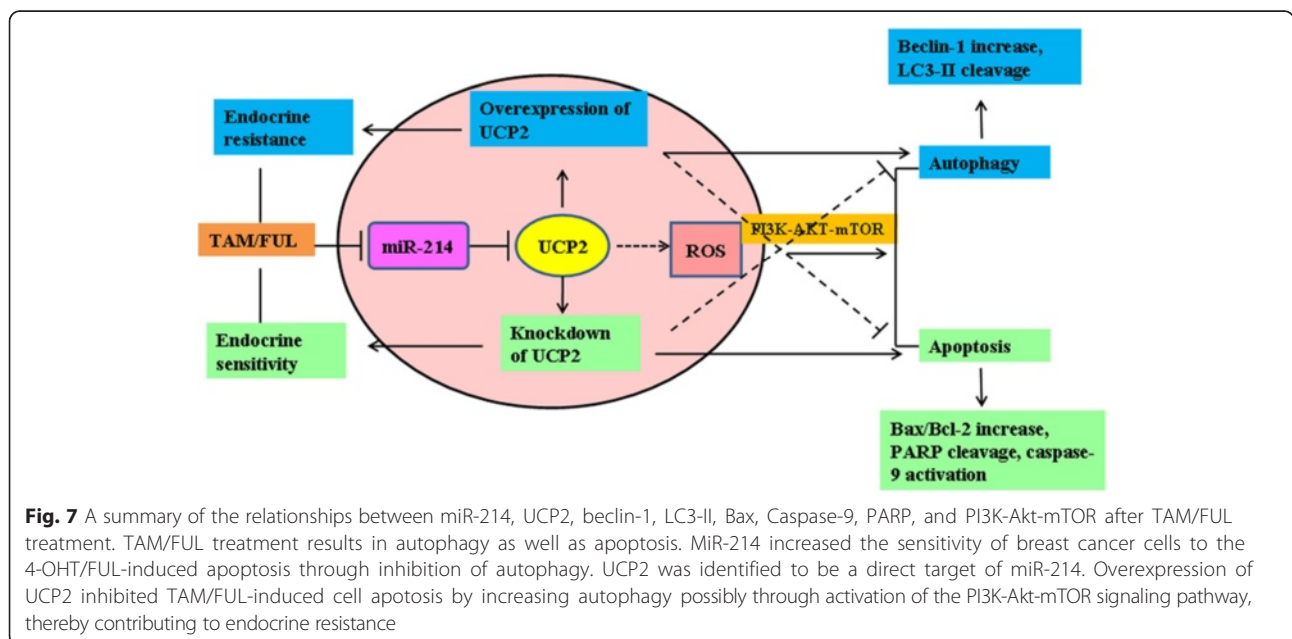 Beclin-1 increase,
LC3-II cleavage
Endocrine
resistance
Overexpression of
UCP2
Autophagy
TAM/FUL
miR-214
UCP2
ROS
PI3K-AKT-mTOR
Endocrine
sensitivity
Knockdown
of UCP2
Apoptosis
Bax/Bcl-2 increase,
PARP cleavage, caspase-
9 activation
Fig. 7 A summary of the relationships between miR-214, UCP2, beclin-1, LC3-II, Bax, Caspase-9, PARP, and PI3K-Akt-mTOR after TAM/FUL
treatment. TAM/FUL treatment results in autophagy as well as apoptosis. MiR-214 increased the sensitivity of breast cancer cells to the
4-OHT/FUL-induced apoptosis through inhibition of autophagy. UCP2 was identified to be a direct target of miR-214. Overexpression of
UCP2 inhibited TAM/FUL-induced cell apotosis by increasing autophagy possibly through activation of the PI3K-Akt-mTOR signaling pathway,
thereby contributing to endocrine resistance